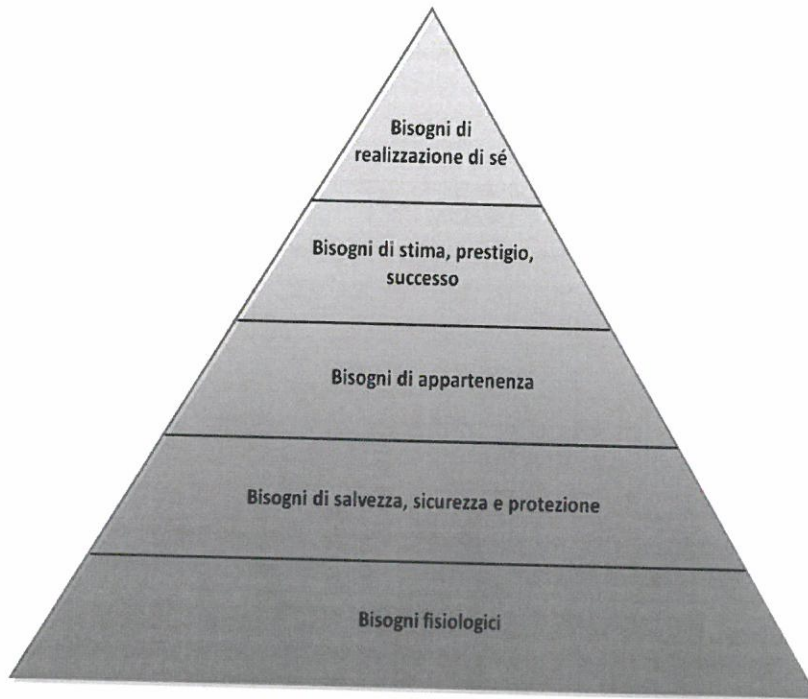 Bisogni di
realizzazione di sé
Bisogni di stima, prestigio,
successo
Bisogni di appartenenza
Bisogni di salvezza, sicurezza e protezione
Bisogni fisiologici